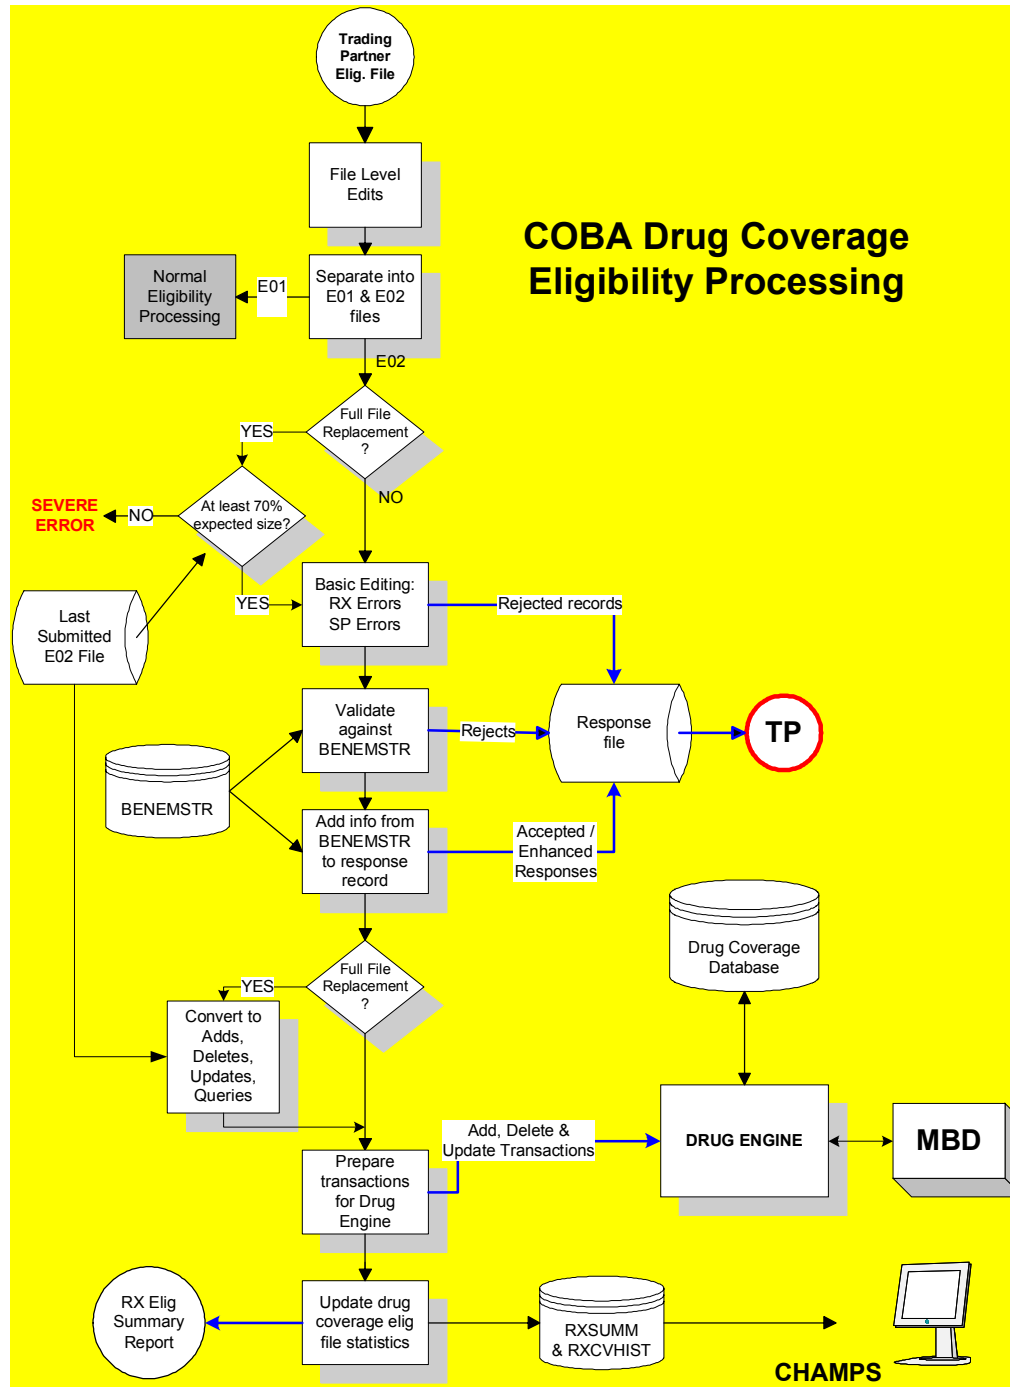 Trading
Partner
Elig. File
File Level
Edits
COBA Drug Coverage
Eligibility Processing
Normal
Eligibility
Processing
E01
Separate into
E01 & E02
files
E02
Full File
Replacement
?
YES
NO
SEVERE
ERROR
NO
At least 70%
expected size?
YES
Basic Editing:
RX Errors
SP Errors
Rejected records
Last
Submitted
E02 File
Validate
against
BENEMSTR
Rejects
Response
file
TP
BENEMSTR
Add info from
BENEMSTR
to response
record
Accepted /
Enhanced
Responses
Drug Coverage
Database
Full File
Replacement
?
YES
Convert to
Adds,
Deletes,
Updates,
Queries
Add, Delete &
Update Transactions
DRUG ENGINE
MBD
Prepare
transactions
for Drug
Engine
RX Elig
Summary
Report
Update drug
coverage elig
file statistics
RXSUMM
& RXCVHIST
CHAMPS